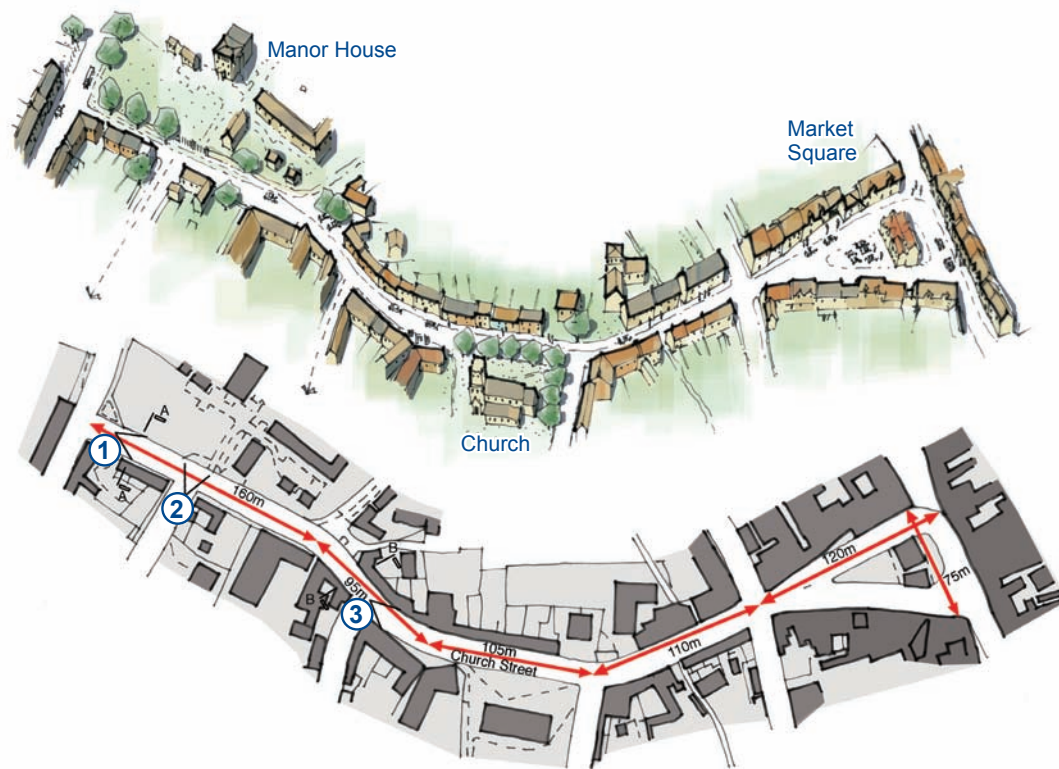 Manor House
Market
Square
Church
A
1
A
2
160m
B
95m
B
3
105m
Church Street
110m
120m
75m